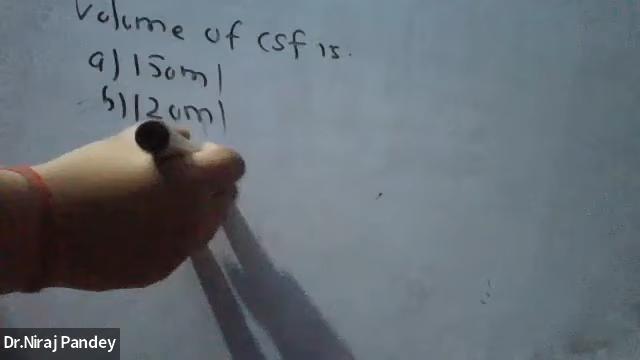 Volume of CSF is.
a) 150ml
b) 120ml
Dr.Niraj Pandey